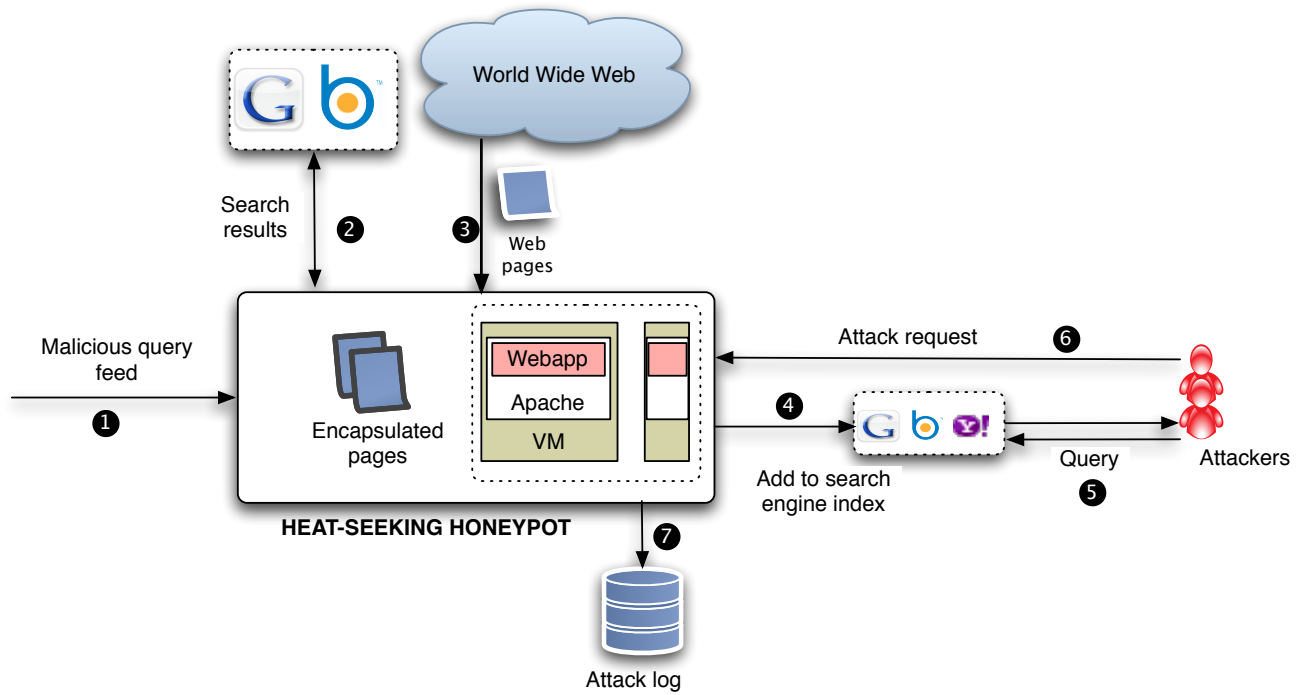 World Wide Web
G
b
TM
Search
results
2
3
Web
pages
Malicious query
feed
1
Encapsulated
pages
Webapp
Apache
VM
HEAT-SEEKING HONEYPOT
Attack request
6
4
G
b
Y!
Add to search
engine index
Query
5
Attackers
7
Attack log